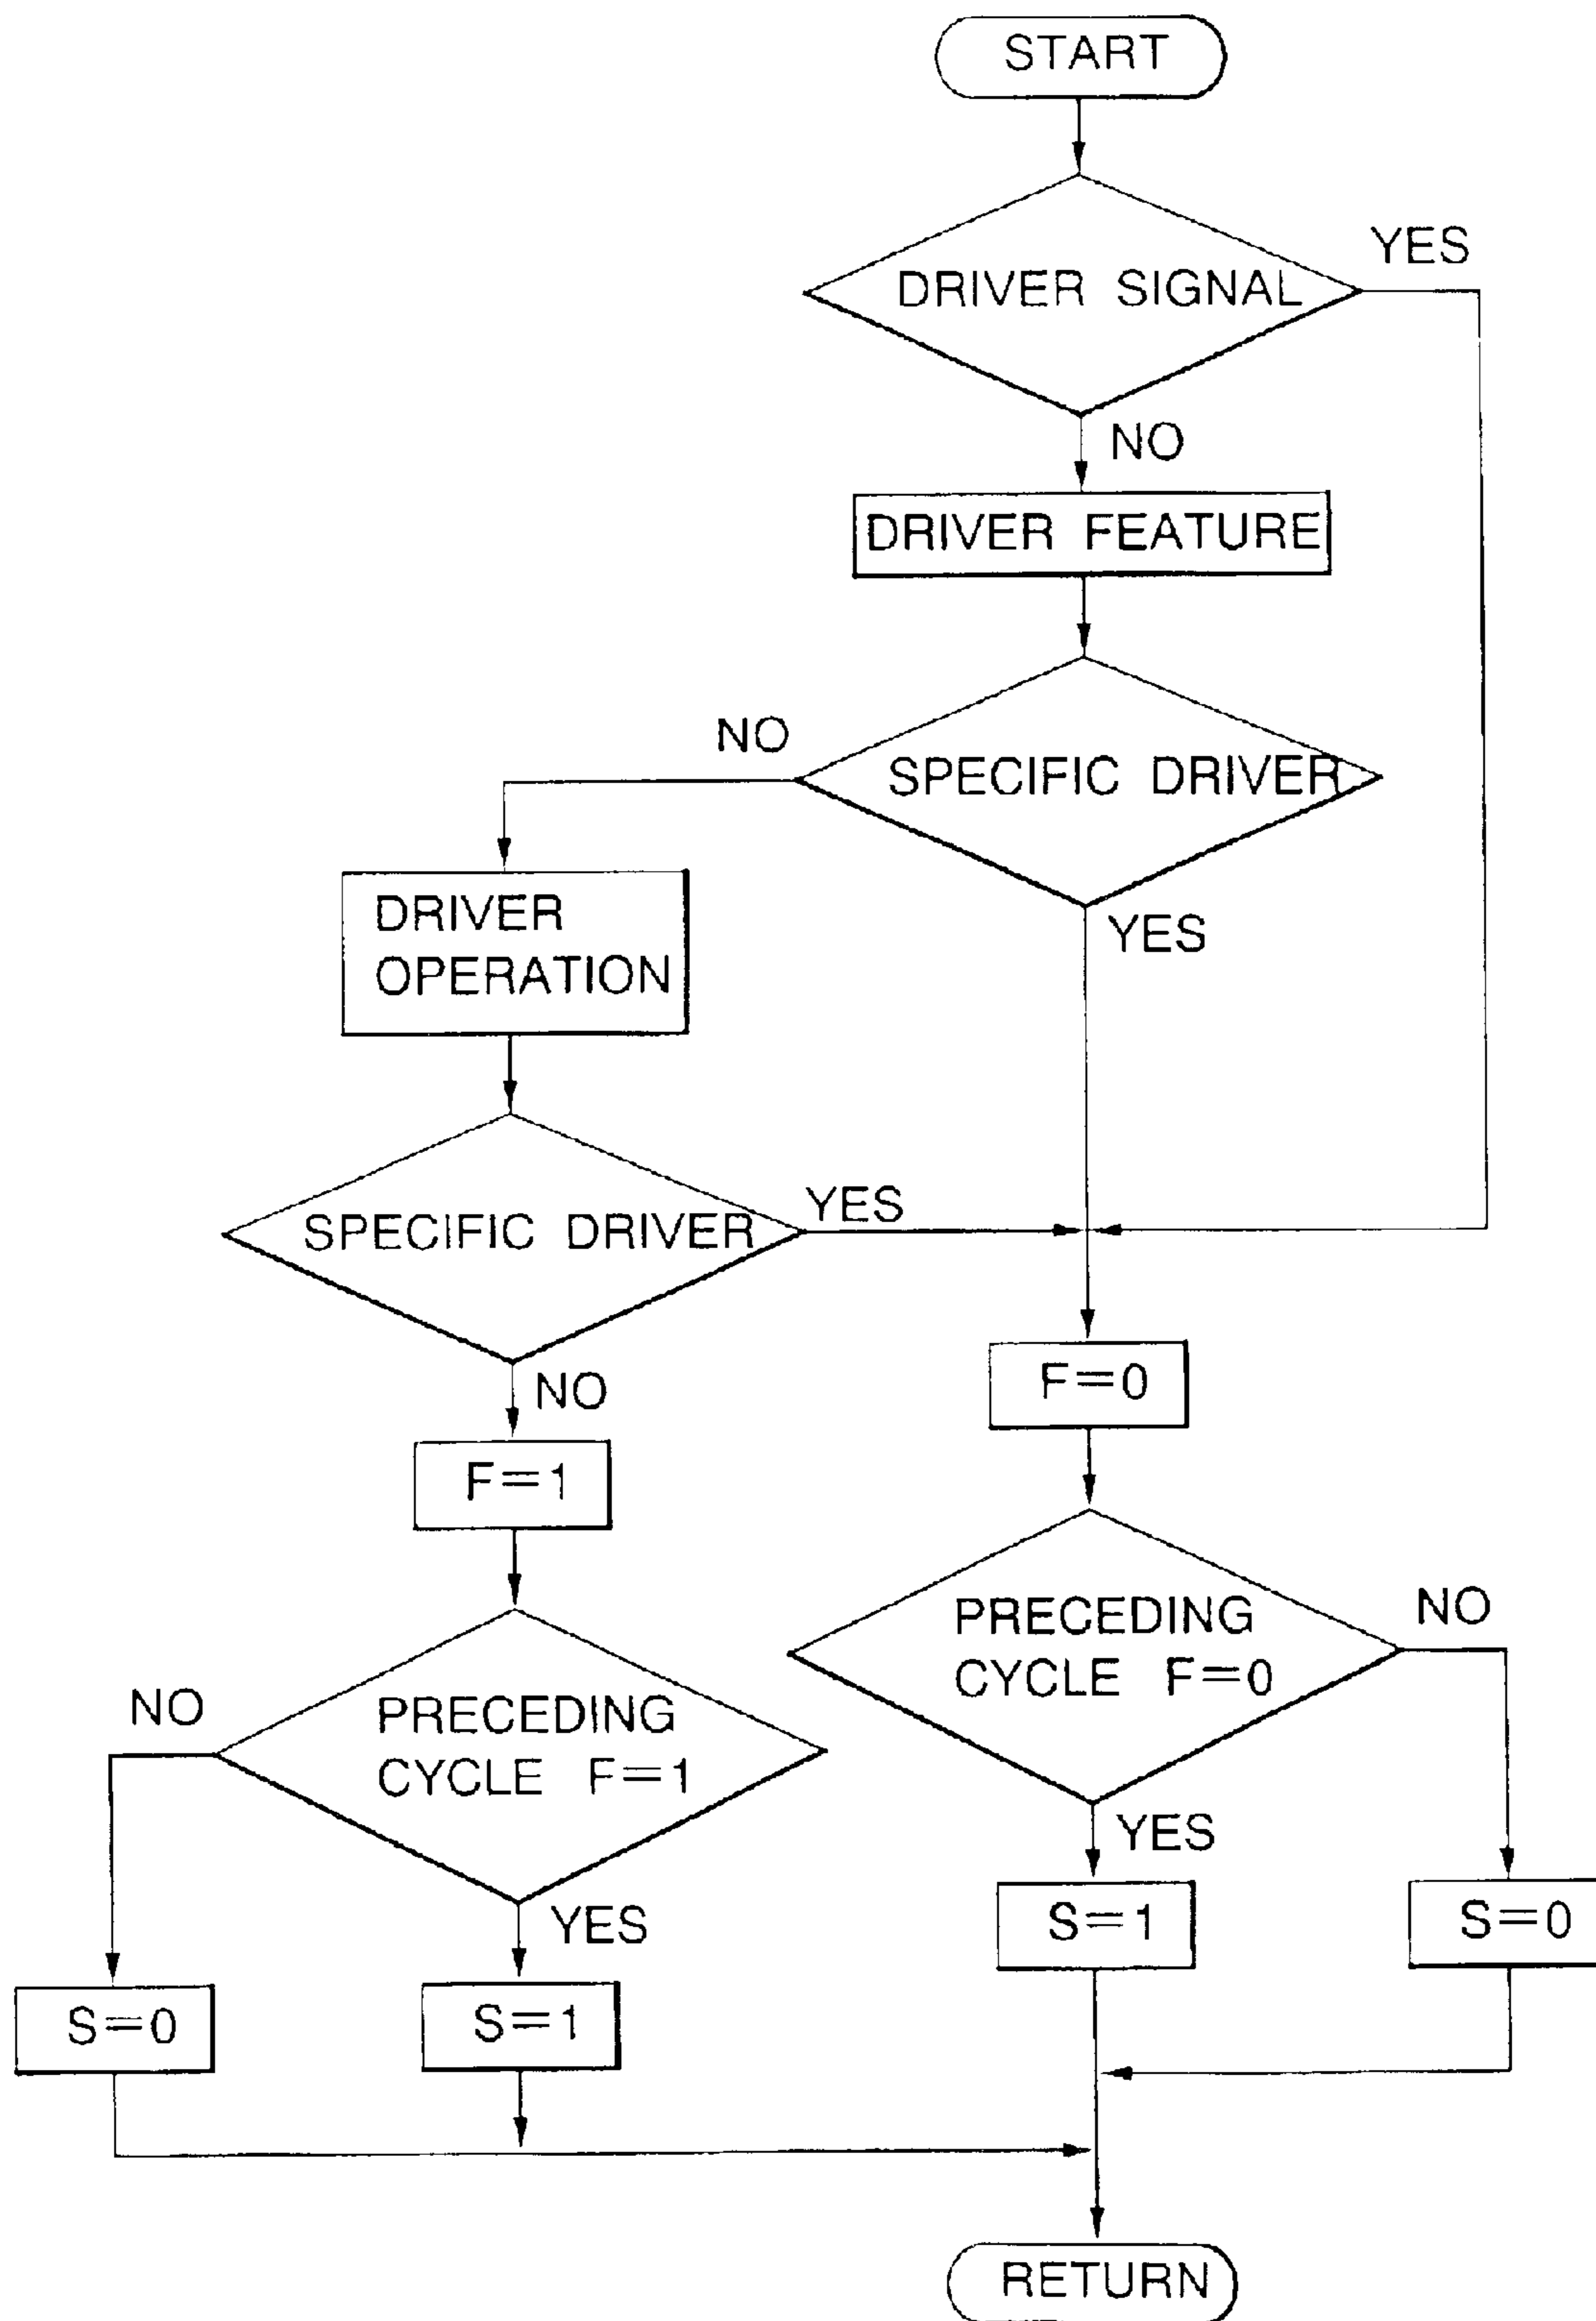 START
DRIVER SIGNAL
YES
NO
DRIVER FEATURE
NO
SPECIFIC DRIVER
YES
DRIVER
OPERATION
SPECIFIC DRIVER
YES
NO
F=0
F=1
PRECEDING
CYCLE F=0
NO
YES
PRECEDING
CYCLE F=1
NO
YES
S=1
S=0
S=0
S=1
RETURN